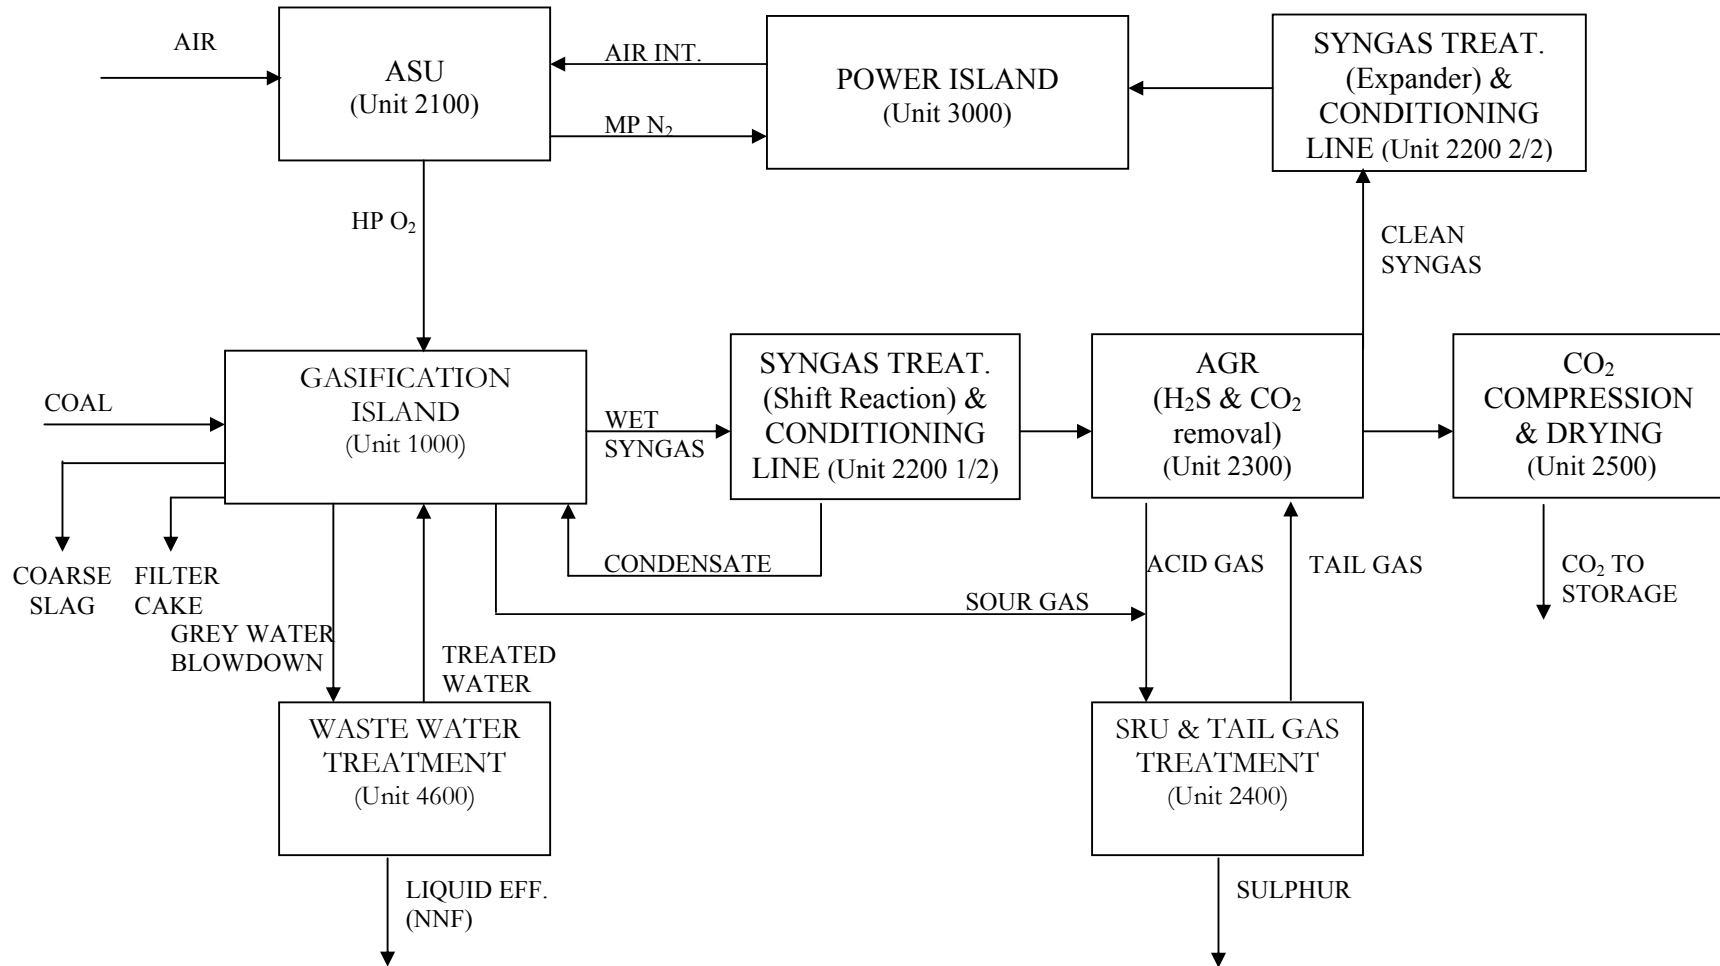 AIR
ASU
(Unit 2100)
AIR INT.
MP N₂
POWER ISLAND
(Unit 3000)
SYNGAS TREAT.
(Expander) &
CONDITIONING
LINE (Unit 2200 2/2)
HP O₂
CLEAN
SYNGAS
COAL
GASIFICATION
ISLAND
(Unit 1000)
WET
SYNGAS
SYNGAS TREAT.
(Shift Reaction) &
CONDITIONING
LINE (Unit 2200 1/2)
AGR
(H₂S & CO₂
removal)
(Unit 2300)
CO₂
COMPRESSION
& DRYING
(Unit 2500)
COARSE
SLAG
FILTER
CAKE
CONDENSATE
ACID GAS
TAIL GAS
CO₂ TO
STORAGE
SOUR GAS
GREY WATER
BLOWDOWN
TREATED
WATER
WASTE WATER
TREATMENT
(Unit 4600)
SRU & TAIL GAS
TREATMENT
(Unit 2400)
LIQUID EFF.
(NNF)
SULPHUR